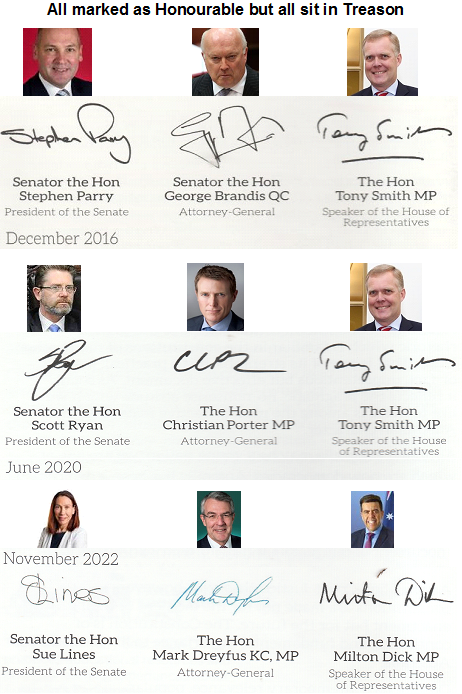 All marked as Honourable but all sit in Treason
Stephen Parry
Tony Smith
Senator the Hon
Stephen Parry
President of the Senate
Senator the Hon
George Brandis QC
Attorney-General
The Hon
Tony Smith MP
Speaker of the House of
Representatives
December 2016
Tony Smith
Senator the Hon
Scott Ryan
President of the Senate
The Hon
Christian Porter MP
Attorney-General
The Hon
Tony Smith MP
Speaker of the House
of Representatives
June 2020
November 2022
SLines
Mark Dreyfus
Milton Dick
Senator the Hon
Sue Lines
President of the Senate
The Hon
Mark Dreyfus KC, MP
Attorney-General
The Hon
Milton Dick MP
Speaker of the House
of Representatives